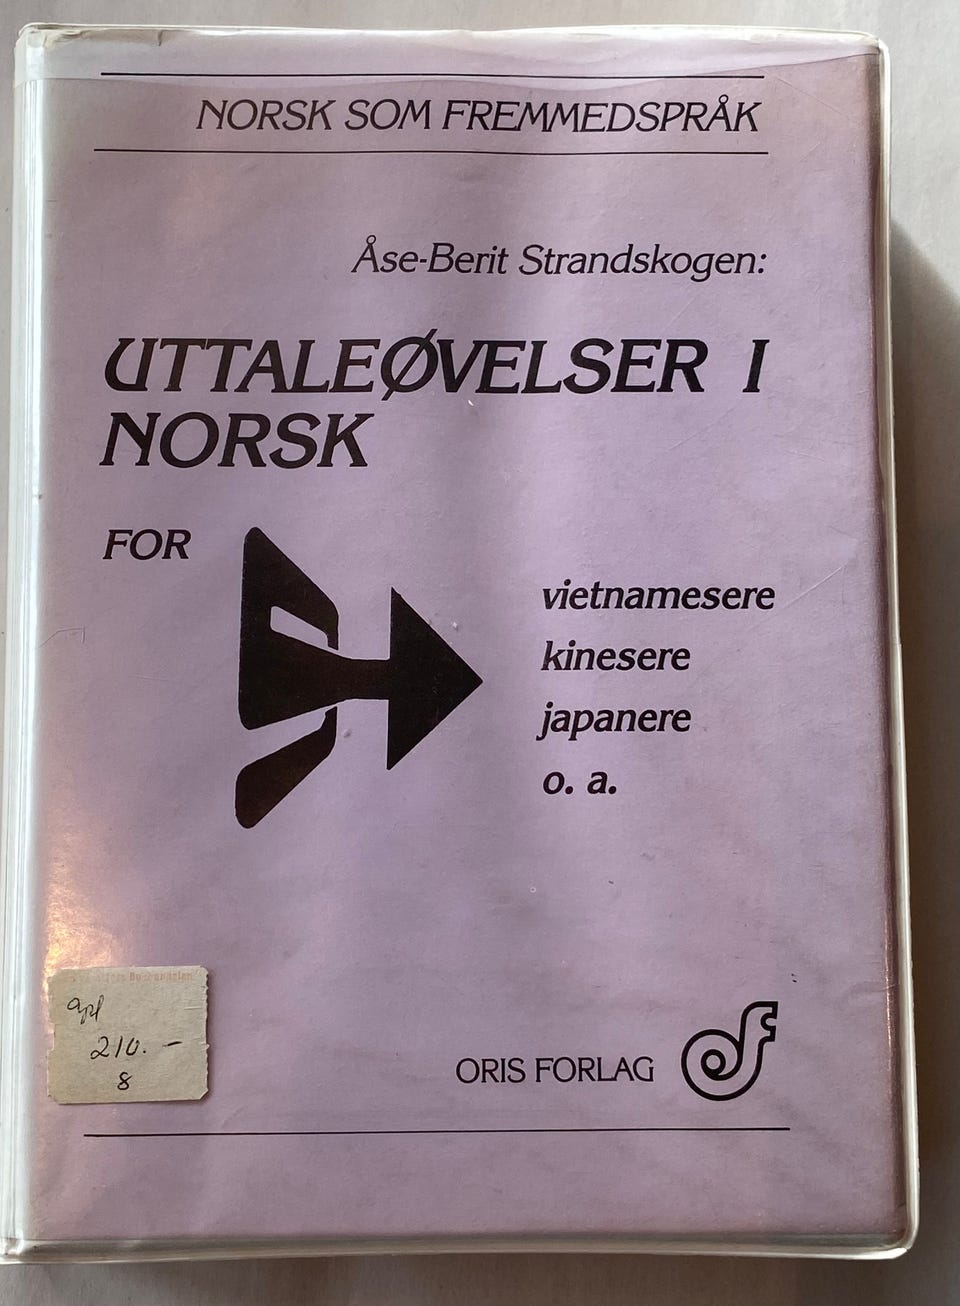 NORSK SOM FREMMEDSPRÅK
Åse-Berit Strandskogen:
UTTALEØVELSER I
NORSK
FOR
vietnamesere
kinesere
japanere
o. a.
210.-
8
ORIS FORLAG